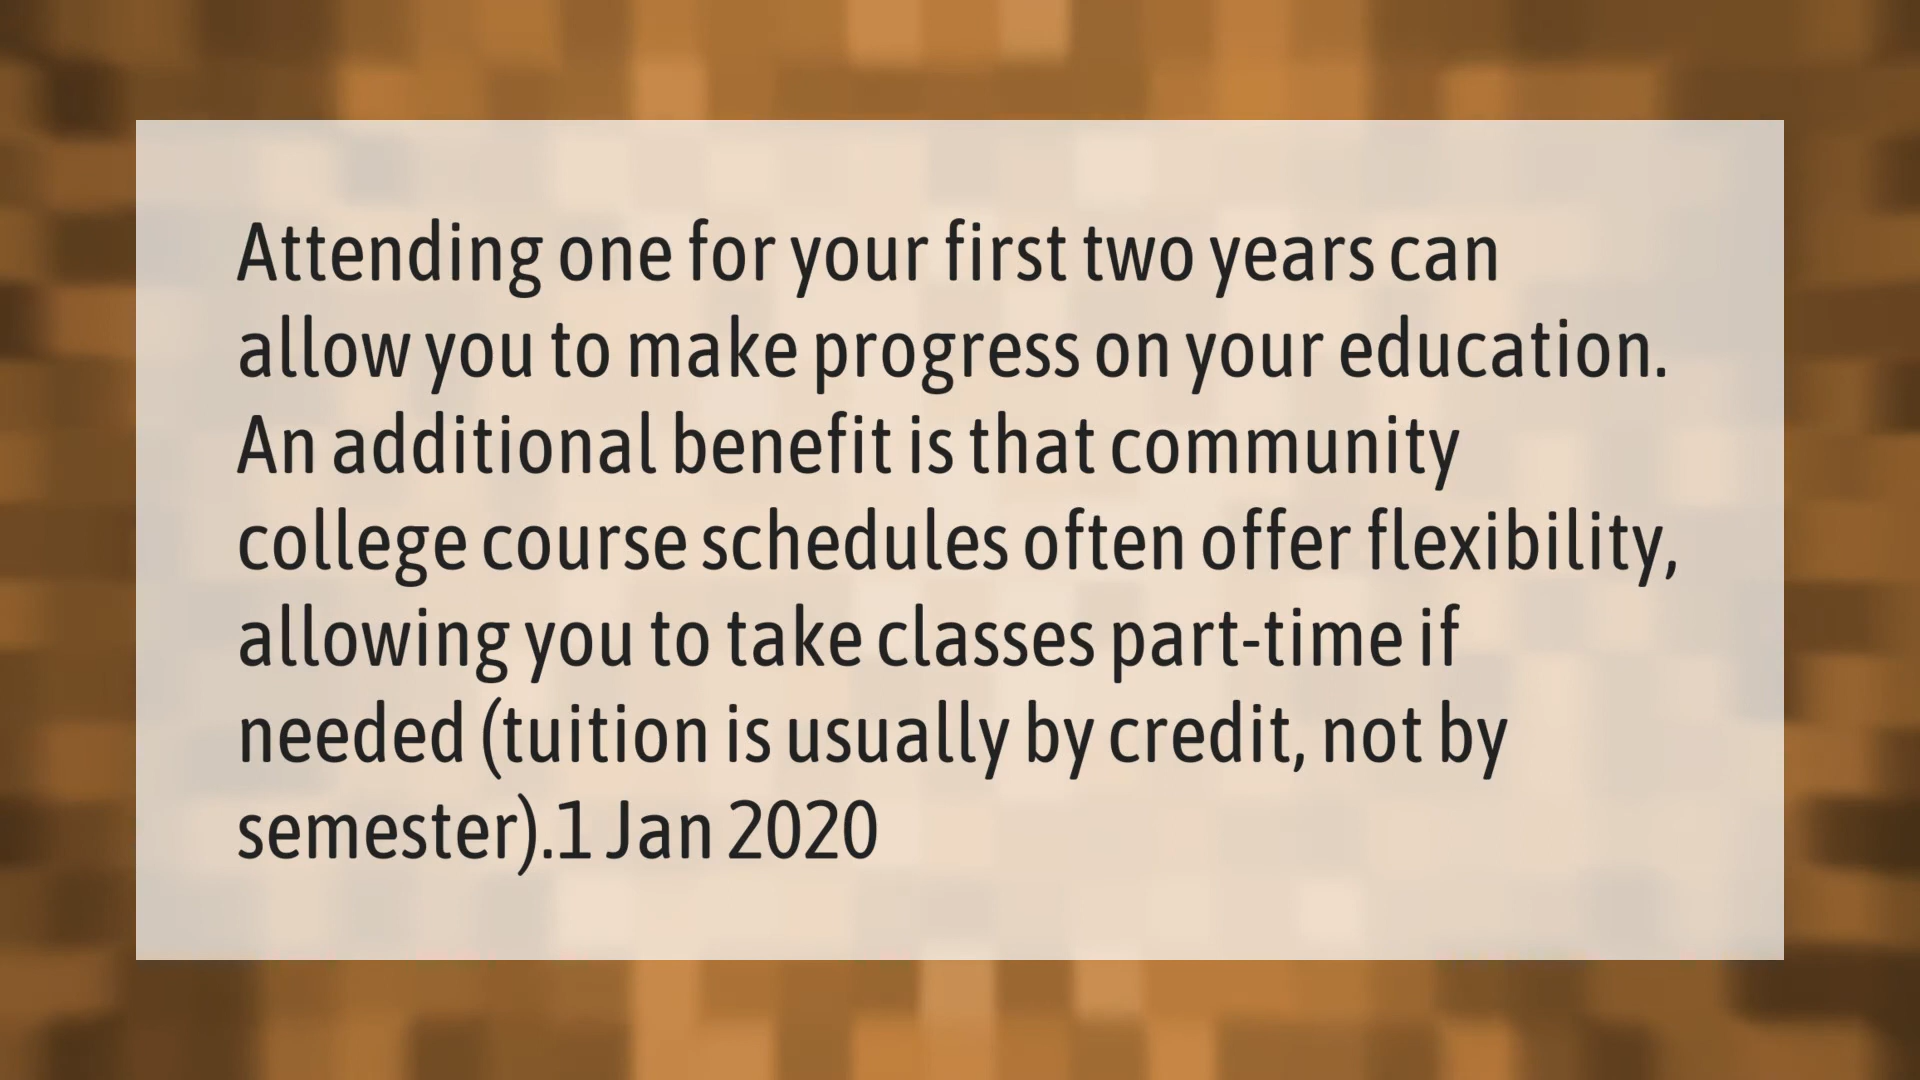 Attending one for your first two years can
allow you to make progress on your education.
An additional benefit is that community
college course schedules often offer flexibility,
allowing you to take classes part-time if
needed (tuition is usually by credit, not by
semester).1 Jan 2020